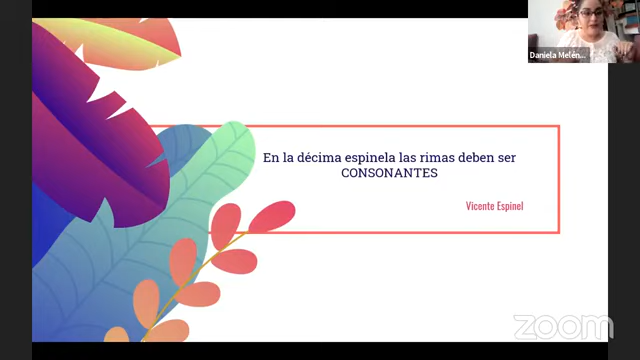 Daniela Melén...
En la décima espinela las rimas deben ser
CONSONANTES
Vicente Espinel
zoom